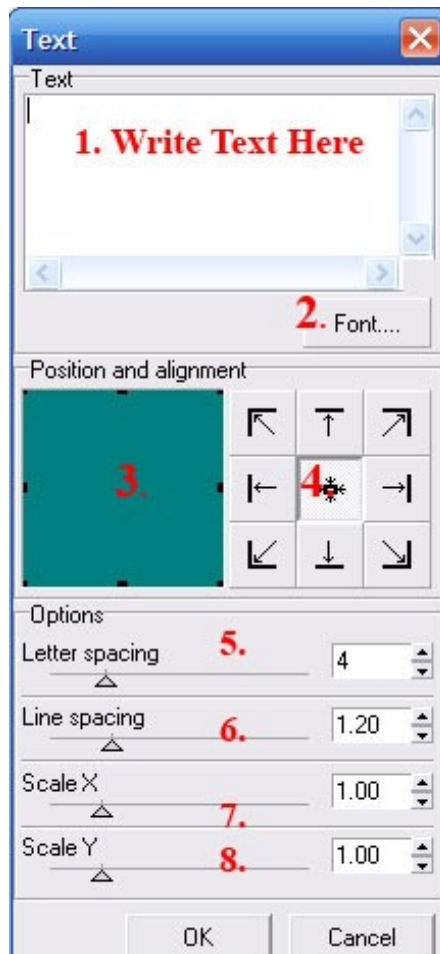 Text
Text
1. Write Text Here
2. Font....
Position and alignment
3.
4.
Options
Letter spacing 5. 4
Line spacing 6. 1.20
Scale X 7. 1.00
Scale Y 8. 1.00
OK Cancel